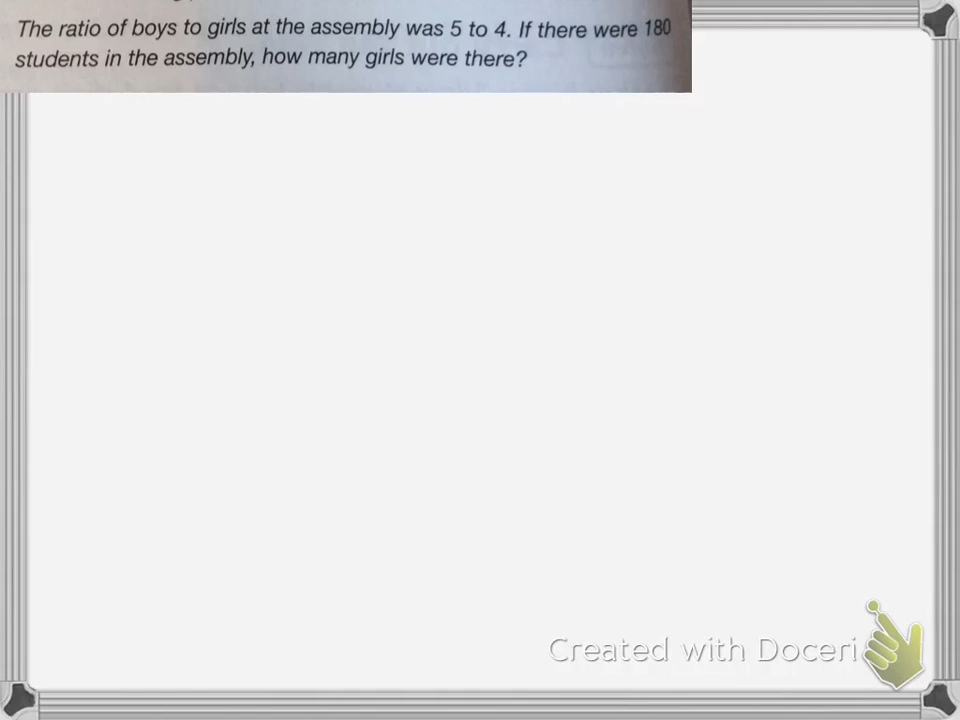 The ratio of boys to girls at the assembly was 5 to 4. If there were 180
students in the assembly, how many girls were there?
Created with Doceri